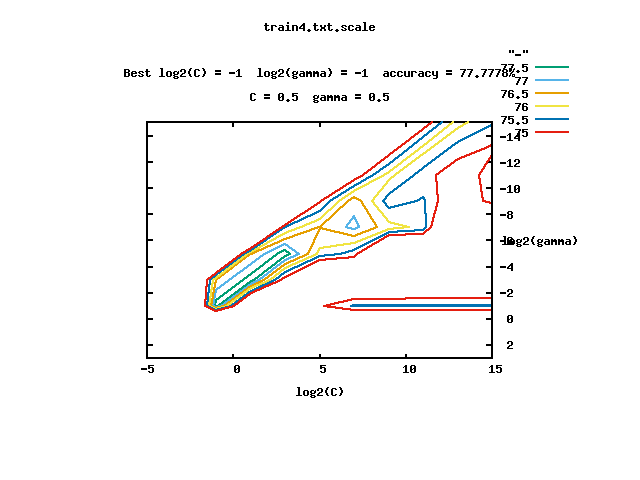 train4.txt.scale
"-"
Best log2(C) = -1  log2(gamma) = -1  accuracy = 77.7778%
77.5
77
C = 0.5  gamma = 0.5
76.5
76
75.5
75
-14
-12
-10
-8
-6
log2(gamma)
-4
-2
0
2
-5 0 5 10 15
log2(C)